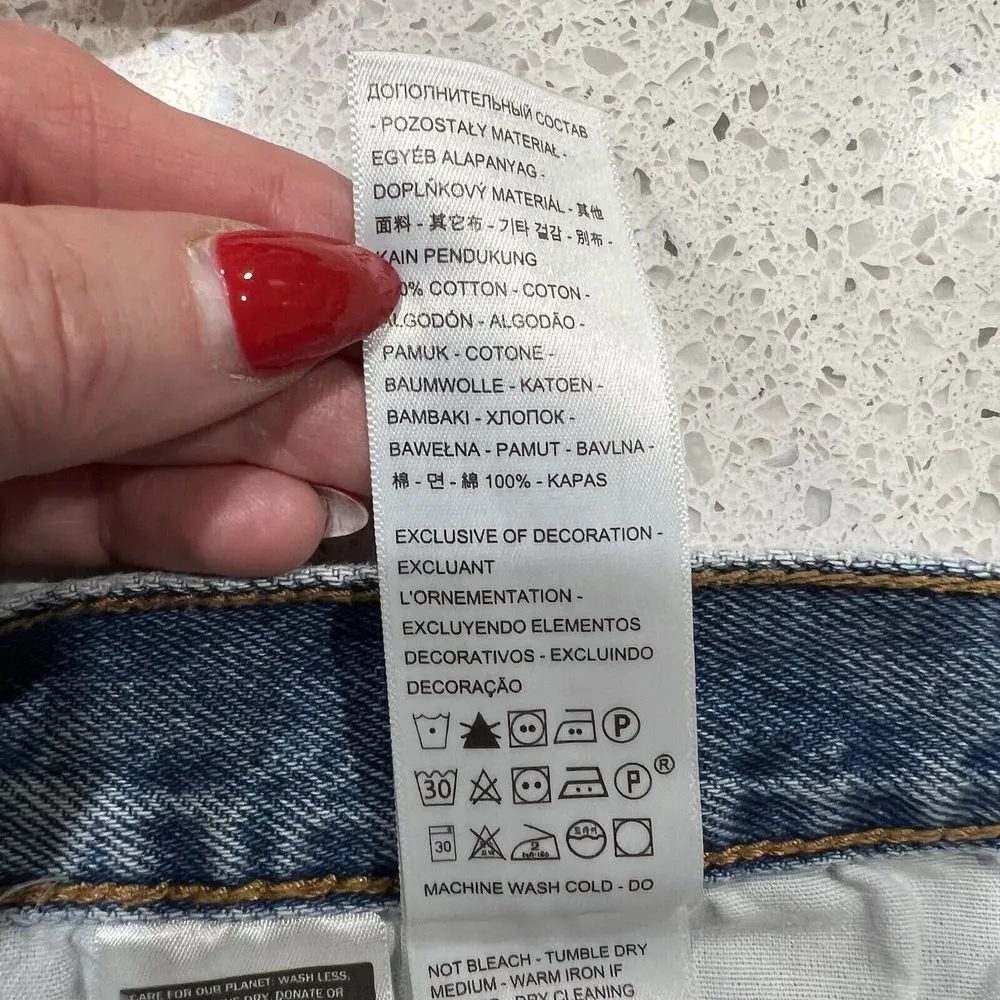 ДОПОЛНИТЕЛЬНЫЙ СОСТАВ
- POZOSTAŁY MATERIAŁ -
EGYÉB ALAPANYAG -
DOPLŇKOVÝ MATERIÁL - 其他
面料 - 其它布 - 기타 겉감 - 別布 -
KAIN PENDUKUNG
0% COTTON - COTON -
ALGODÓN - ALGODÃO -
PAMUK - COTONE -
BAUMWOLLE - KATOEN -
BAMBAKI - ХЛОПОК -
BAWEŁNA - PAMUT - BAVLNA -
棉 - 면 - 綿 100% - KAPAS
EXCLUSIVE OF DECORATION -
EXCLUANT
L'ORNEMENTATION -
EXCLUYENDO ELEMENTOS
DECORATIVOS - EXCLUINDO
DECORAÇÃO
P
30 P ®
30 2
MACHINE WASH COLD - DO
NOT BLEACH - TUMBLE DRY
MEDIUM - WARM IRON IF
DRY CLEANING
CARE FOR OUR PLANET: WASH LESS,
DRY, DONATE OR